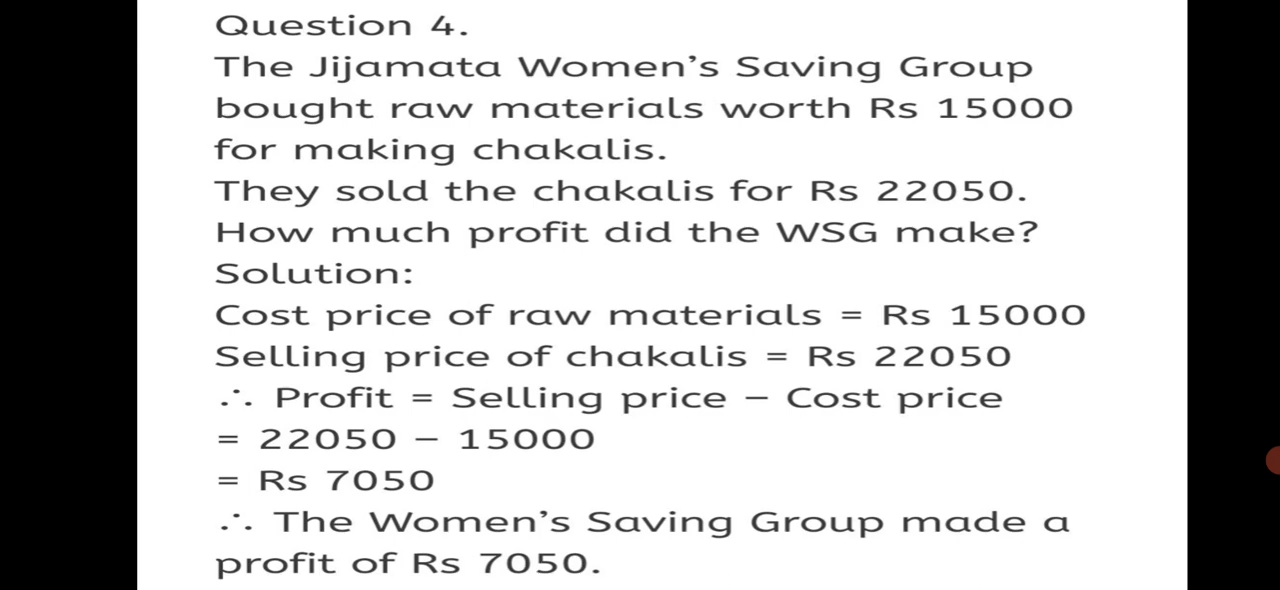 Question 4.
The Jijamata Women’s Saving Group
bought raw materials worth Rs 15000
for making chakalis.
They sold the chakalis for Rs 22050.
How much profit did the WSG make?
Solution:
Cost price of raw materials = Rs 15000
Selling price of chakalis = Rs 22050
∴ Profit = Selling price – Cost price
= 22050 – 15000
= Rs 7050
∴ The Women’s Saving Group made a
profit of Rs 7050.